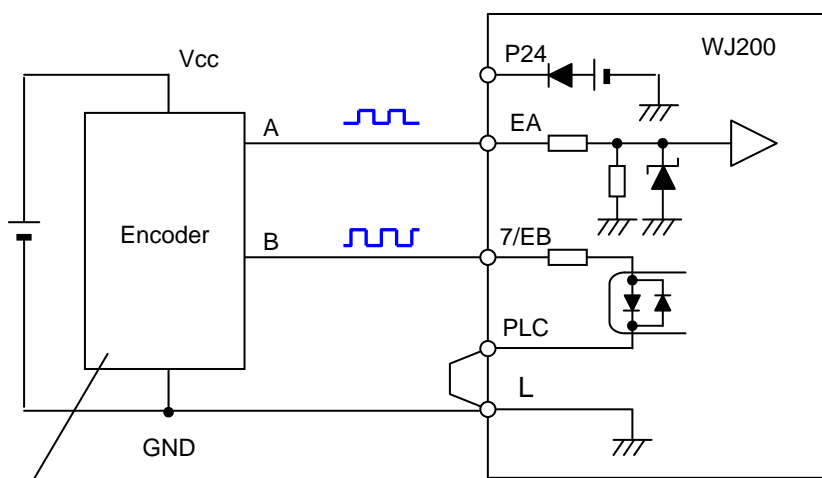 WJ200
Vcc
P24
A
EA
Encoder
B
7/EB
PLC
L
GND